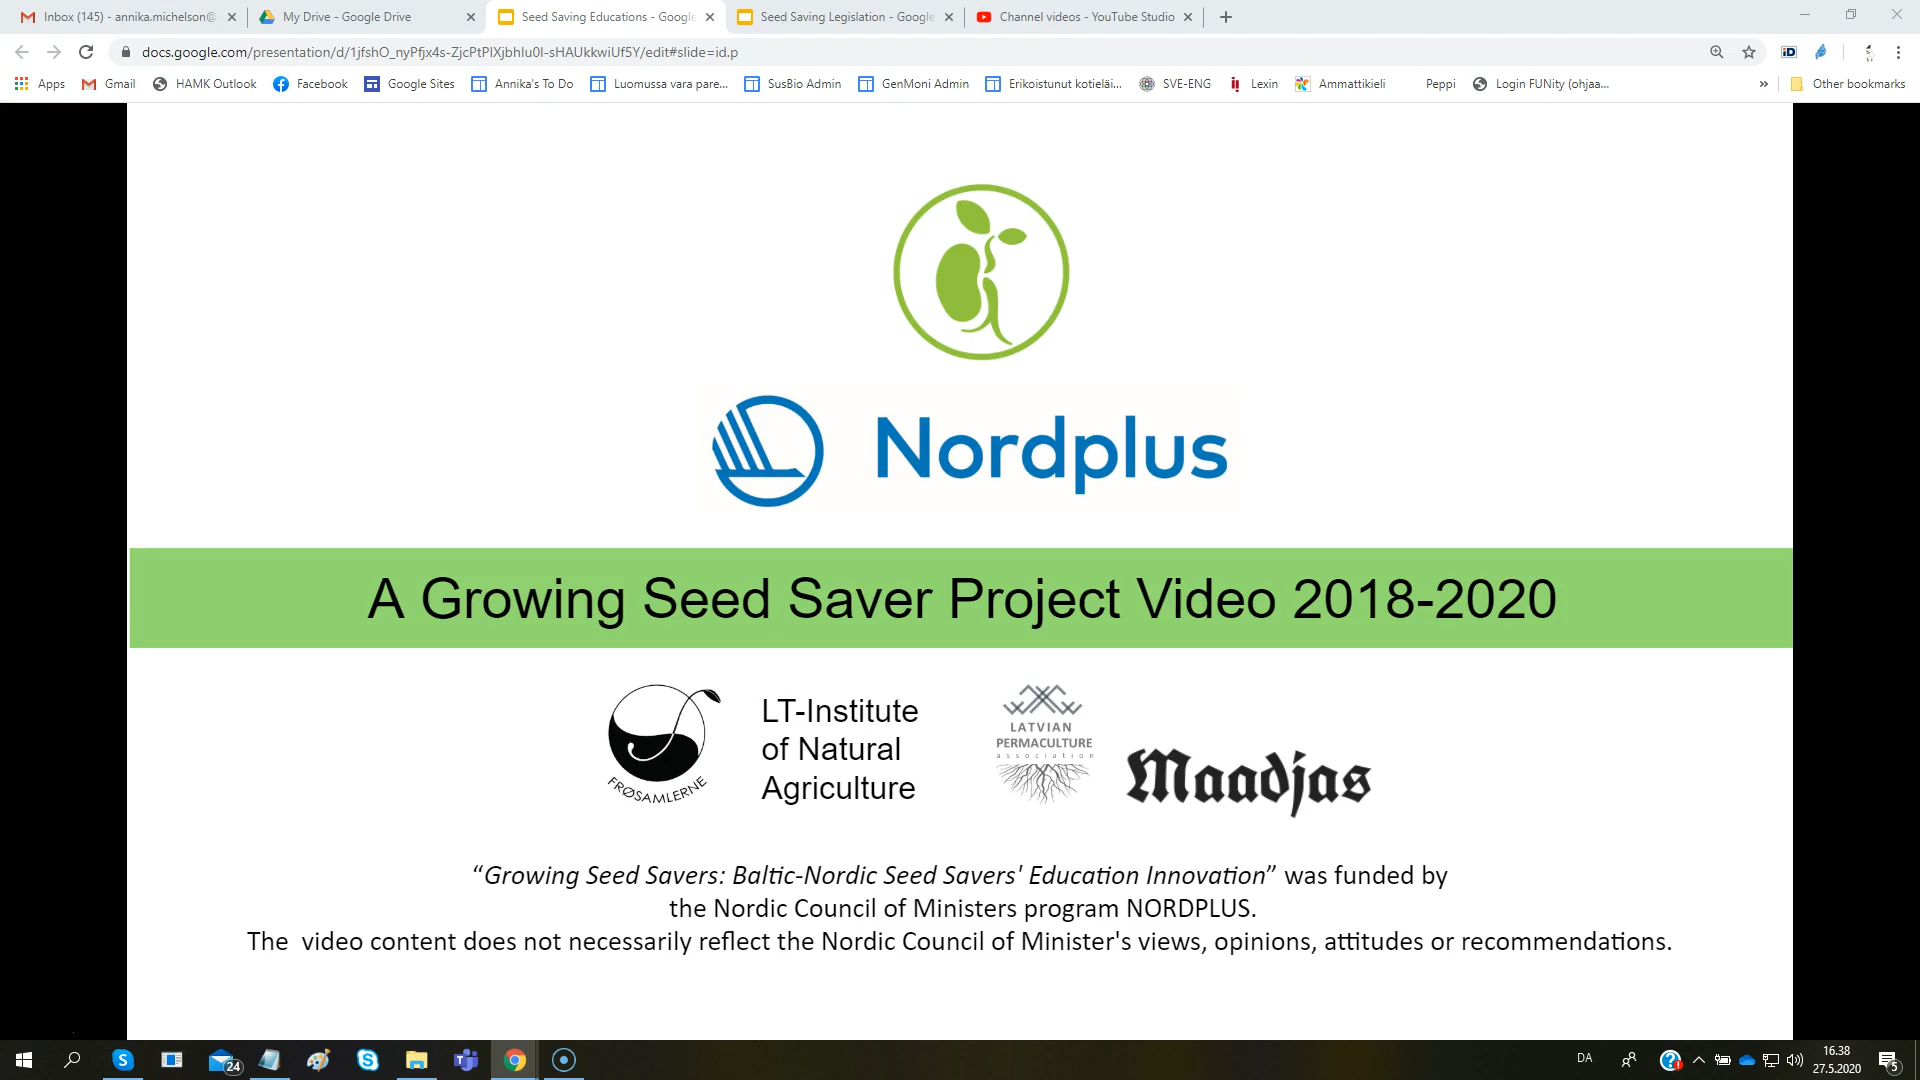 Inbox (145) - annika.michelson@
My Drive - Google Drive
Seed Saving Educations - Google
Seed Saving Legislation - Google
Channel videos - YouTube Studio
docs.google.com/presentation/d/1jfshO_nyPfjx4s-ZjcPtPlXjbhIu0I-sHAUkkwiUf5Y/edit#slide=id.p
Apps
Gmail
HAMK Outlook
Facebook
Google Sites
Annika's To Do
Luomussa vara pare...
SusBio Admin
GenMoni Admin
Erikoistunut kotieläi...
SVE-ENG
Lexin
Ammattikieli
Peppi
Login FUNity (ohjaa...
»
Other bookmarks
Nordplus
A Growing Seed Saver Project Video 2018-2020
FRØSAMLERNE
LT-Institute
of Natural
Agriculture
LATVIAN
PERMACULTURE
association
Maadjas
“Growing Seed Savers: Baltic-Nordic Seed Savers' Education Innovation” was funded by
the Nordic Council of Ministers program NORDPLUS.
The video content does not necessarily reflect the Nordic Council of Minister's views, opinions, attitudes or recommendations.
24
DA
16.38
27.5.2020
5